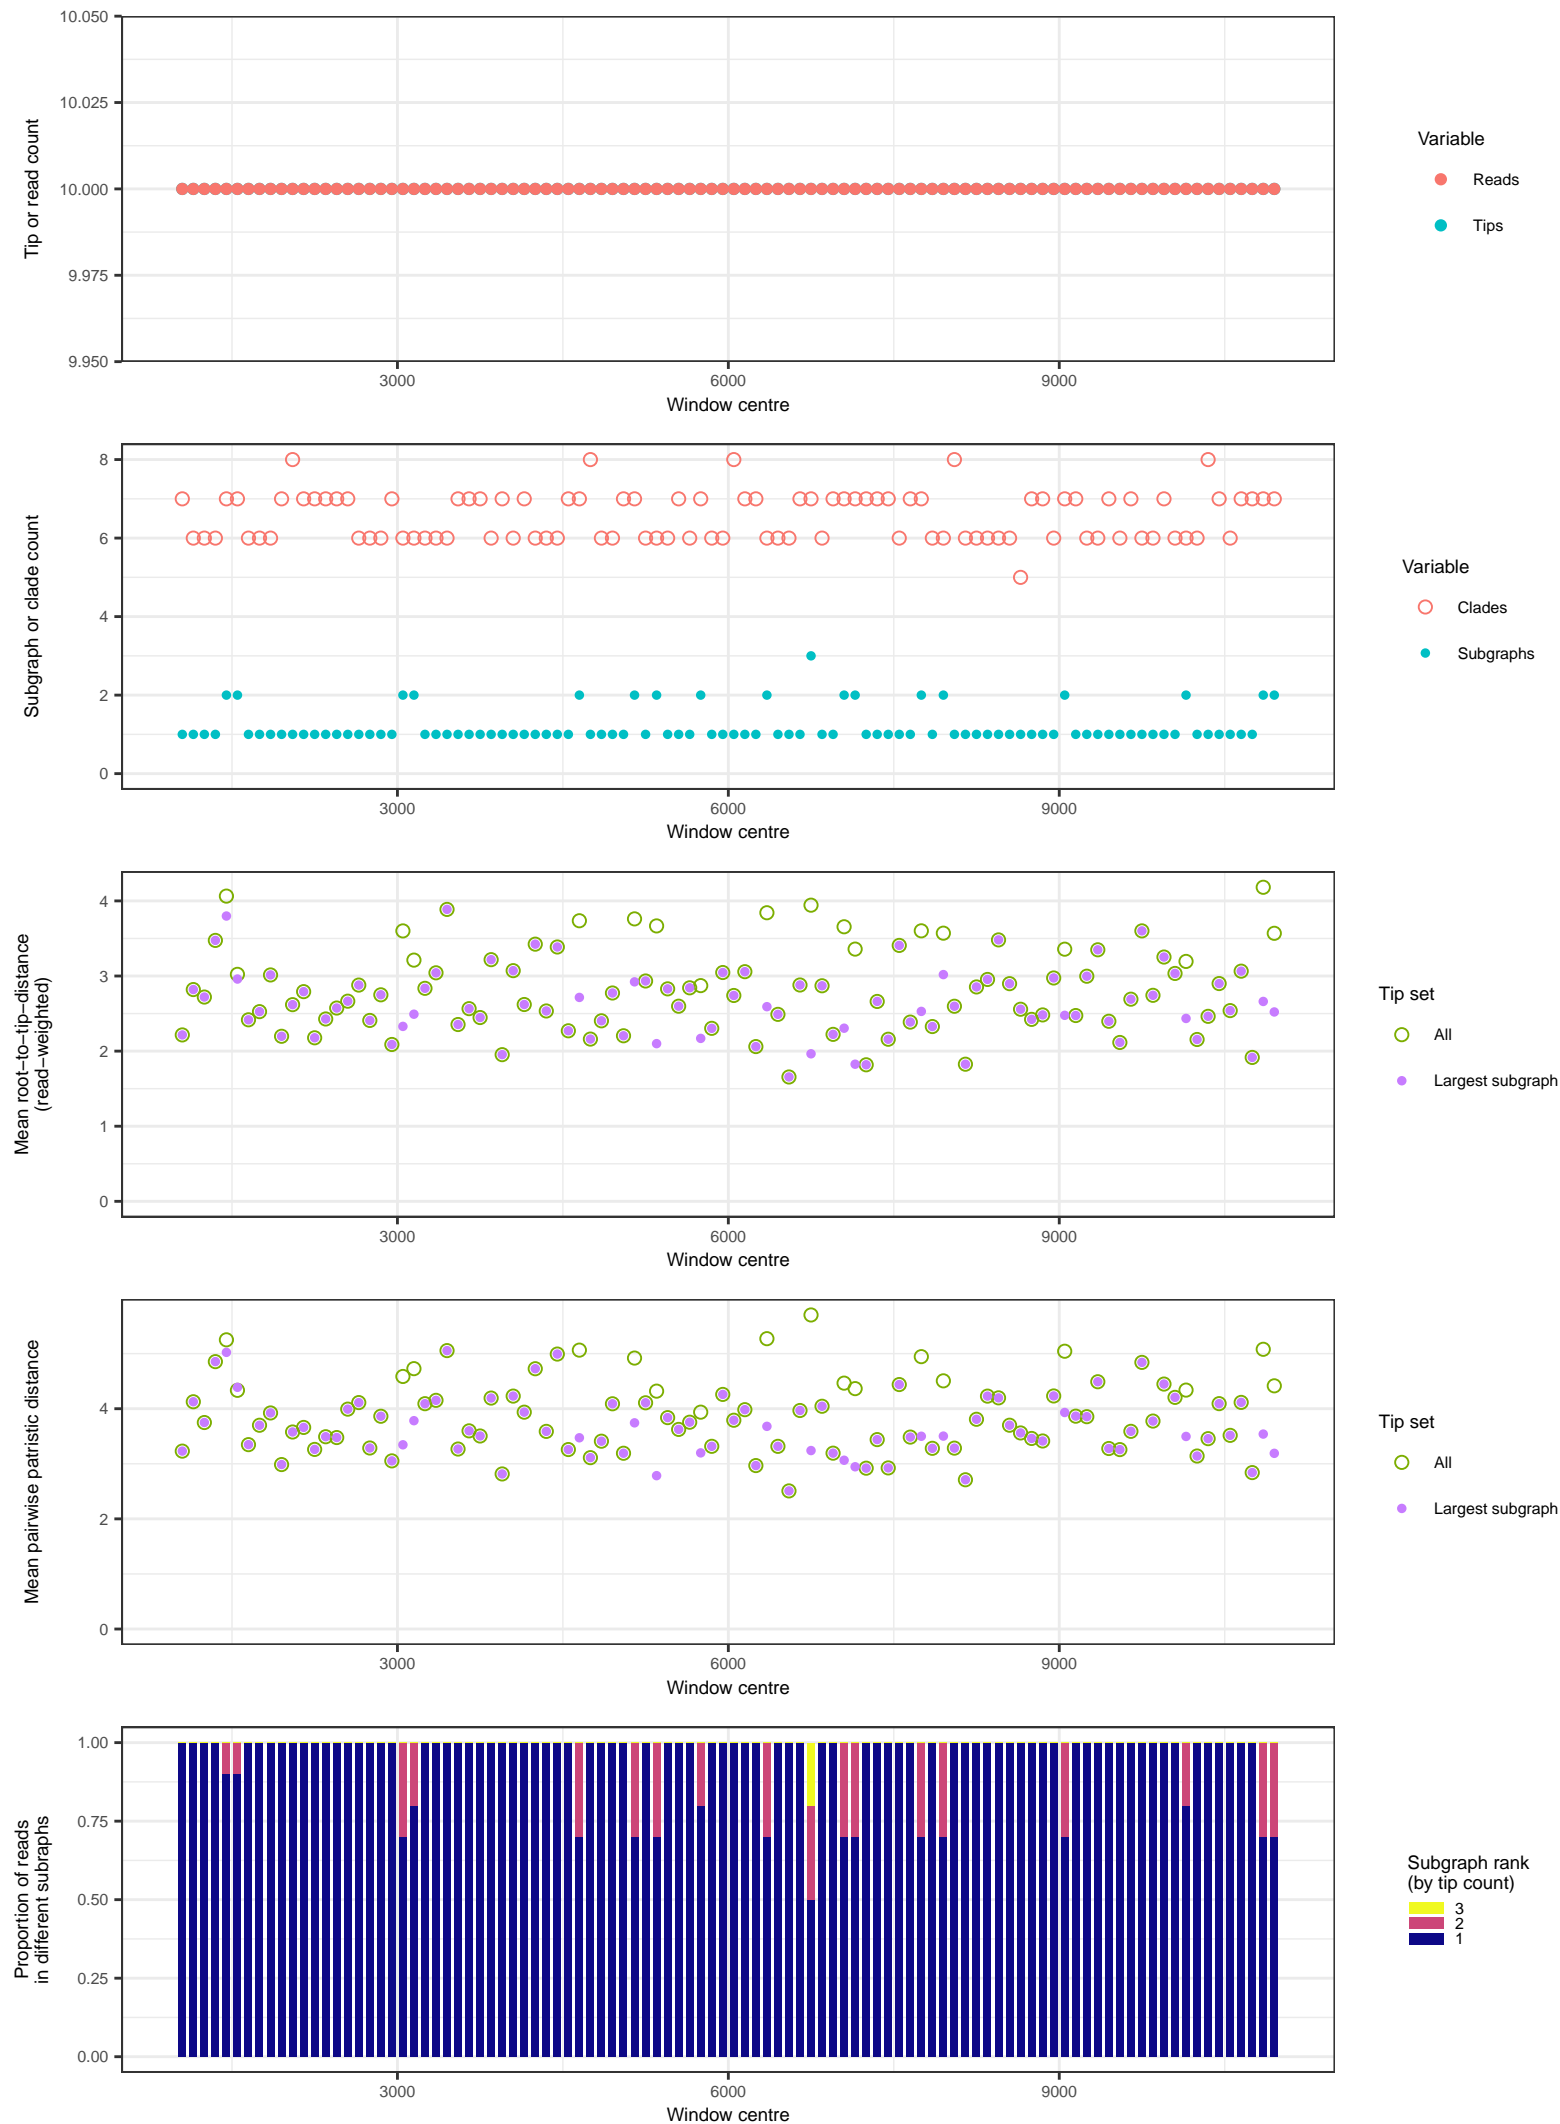 10.050
10.025
10.000
9.975
9.950
Tip or read count
3000 6000 9000
Window centre
Variable
Reads
Tips
8
6
4
2
0
Subgraph or clade count
3000 6000 9000
Window centre
Variable
Clades
Subgraphs
4
3
2
1
0
Mean root−to−tip−distance
(read−weighted)
3000 6000 9000
Window centre
Tip set
All
Largest subgraph
4
2
0
Mean pairwise patristic distance
3000 6000 9000
Window centre
Tip set
All
Largest subgraph
1.00
0.75
0.50
0.25
0.00
Proportion of reads
in different subraphs
3000 6000 9000
Window centre
Subgraph rank
(by tip count)
3
2
1